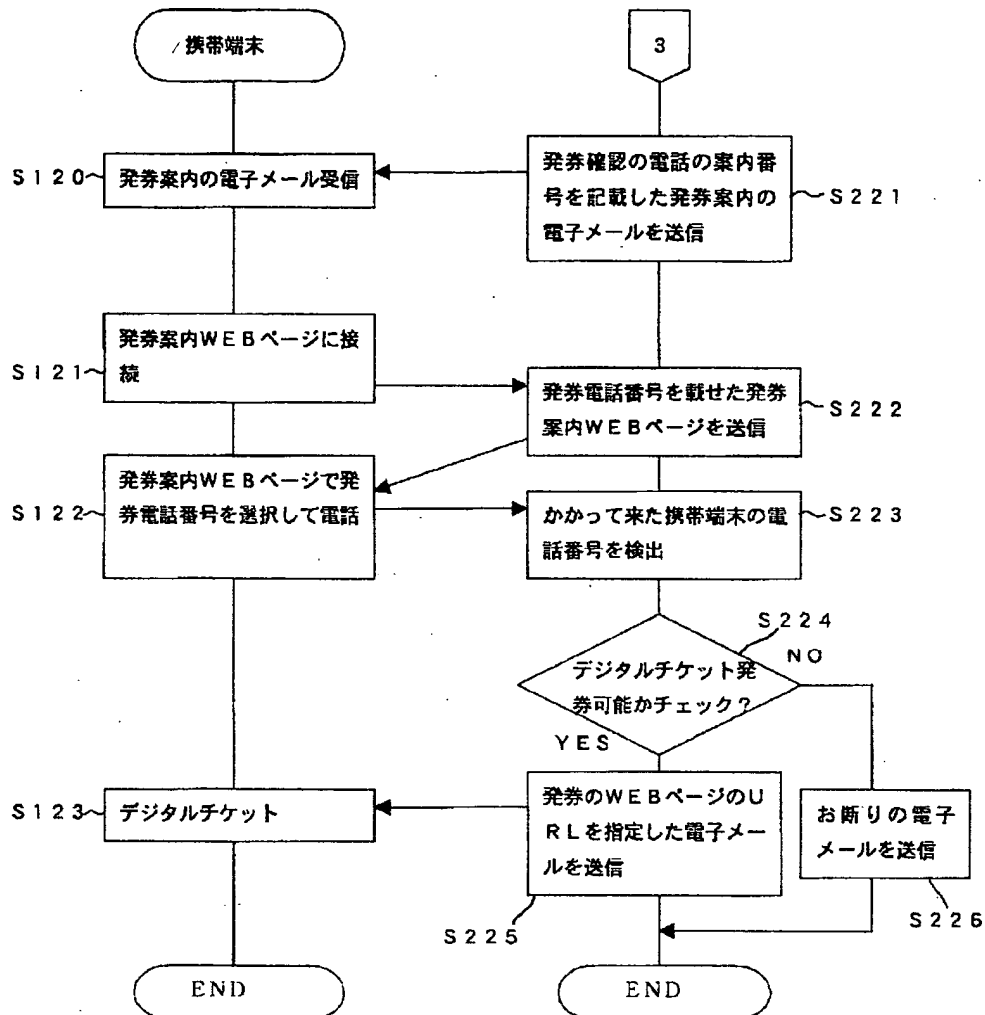 携帯端末
3
S120
発券案内の電子メール受信
発券確認の電話の案内番
号を記載した発券案内の
電子メールを送信
S221
S121
発券案内WEBページに接
続
発券電話番号を載せた発券
案内WEBページを送信
S222
S122
発券案内WEBページで発
券電話番号を選択して電話
かかって来た携帯端末の電
話番号を検出
S223
S224
デジタルチケット発
券可能かチェック?
NO
YES
S123
デジタルチケット
発券のWEBページのU
RLを指定した電子メー
ルを送信
S225
お断りの電子
メールを送信
S226
END
END